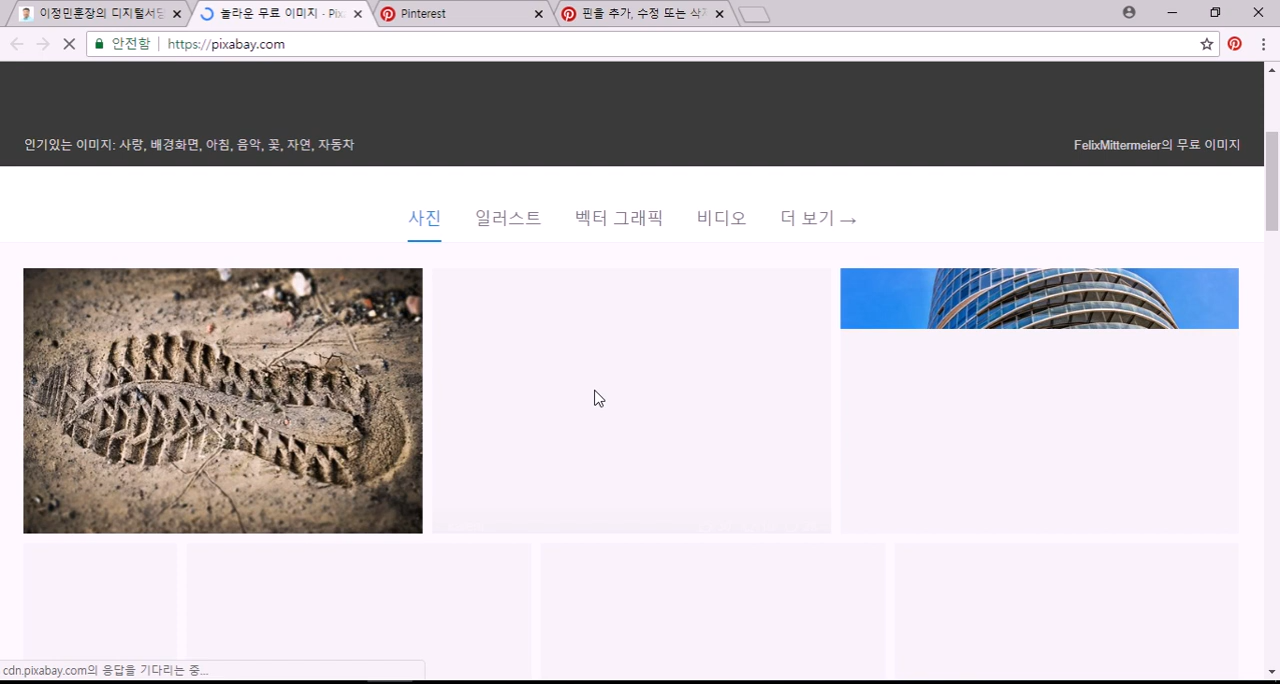 이정민훈장의 디지털서당
놀라운 무료 이미지 - Pix
Pinterest
핀을 추가, 수정 또는 삭제
안전함
https://pixabay.com
인기있는 이미지: 사랑, 배경화면, 아침, 음악, 꽃, 자연, 자동차
FelixMittermeier의 무료 이미지
사진
일러스트
벡터 그래픽
비디오
더 보기 →
cdn.pixabay.com의 응답을 기다리는 중...